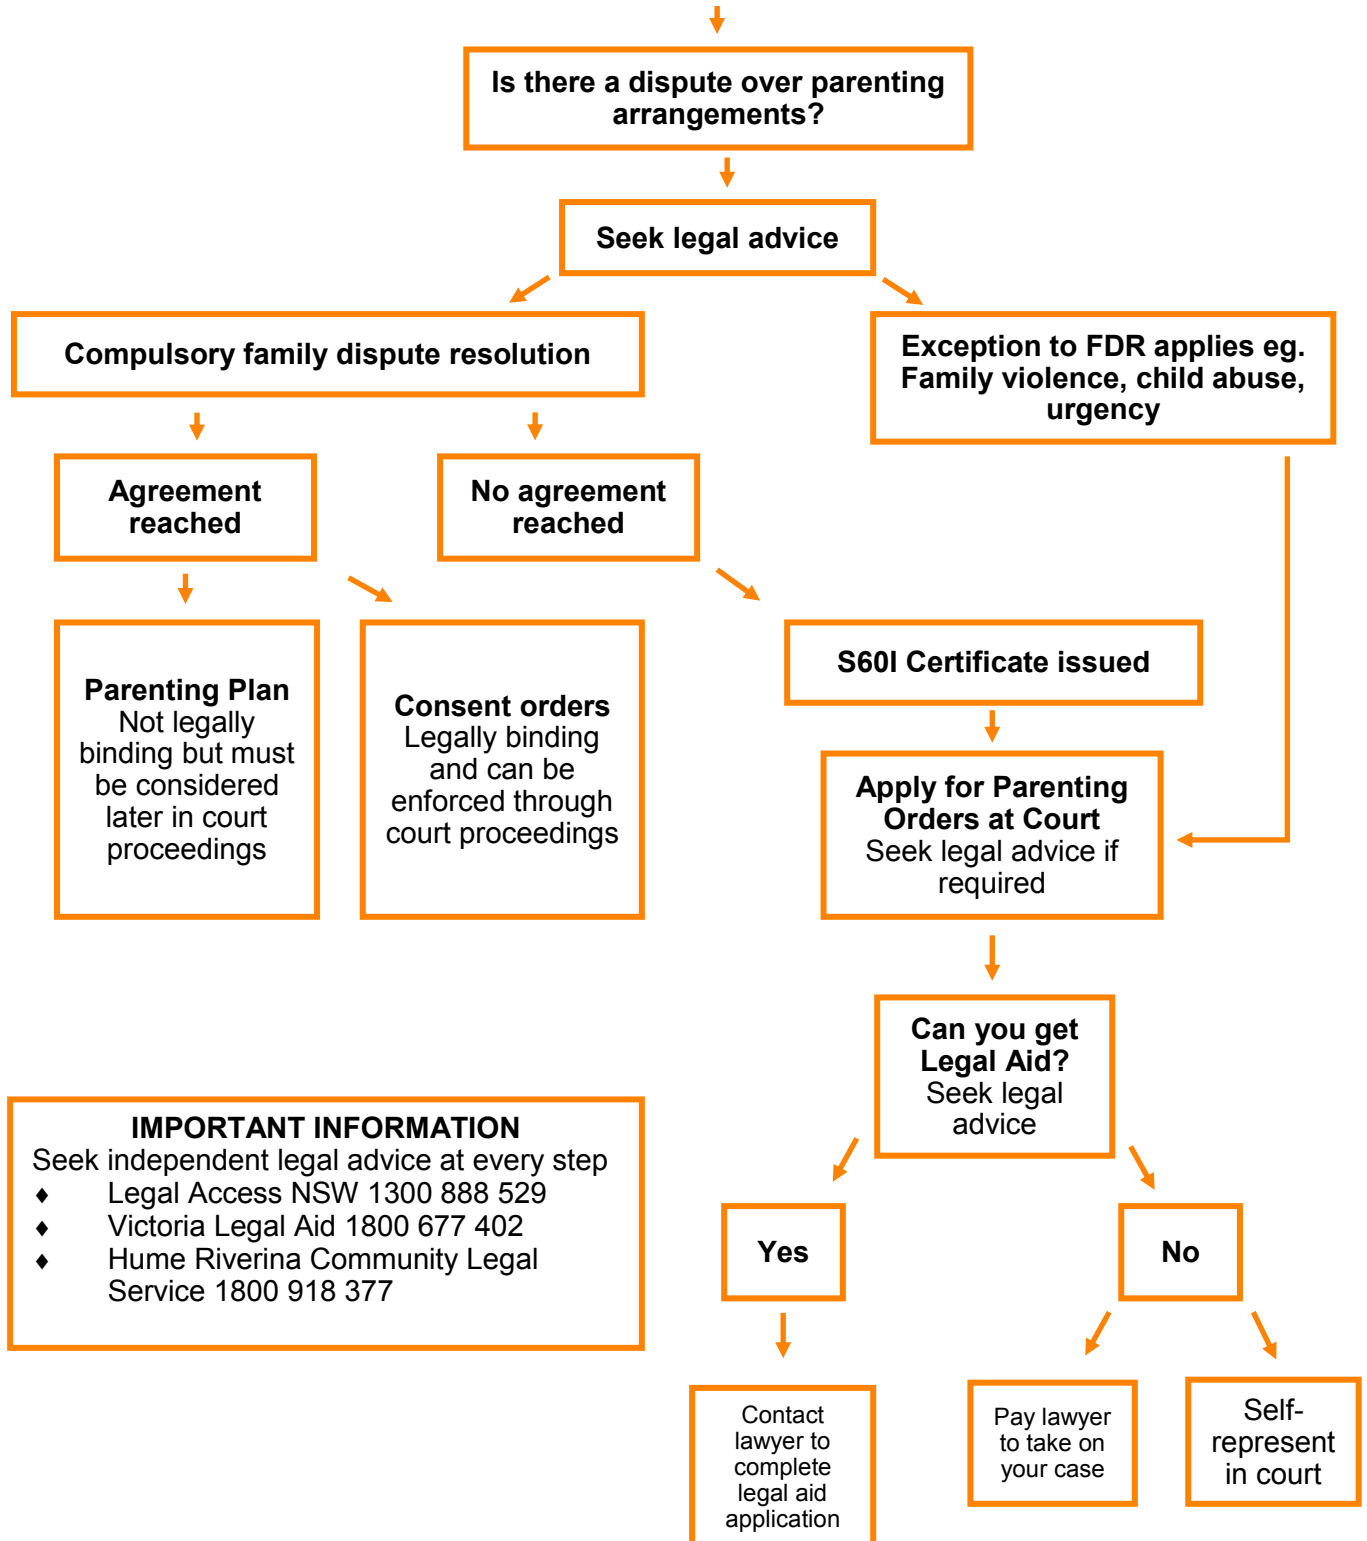 Is there a dispute over parenting
arrangements?
Seek legal advice
Compulsory family dispute resolution
Exception to FDR applies eg.
Family violence, child abuse,
urgency
Agreement
reached
No agreement
reached
Parenting Plan
Not legally
binding but must
be considered
later in court
proceedings
Consent orders
Legally binding
and can be
enforced through
court proceedings
S60I Certificate issued
Apply for Parenting
Orders at Court
Seek legal advice if
required
Can you get
Legal Aid?
Seek legal
advice
IMPORTANT INFORMATION
Seek independent legal advice at every step
♦ Legal Access NSW 1300 888 529
♦ Victoria Legal Aid 1800 677 402
♦ Hume Riverina Community Legal
Service 1800 918 377
Yes
No
Contact
lawyer to
complete
legal aid
application
Pay lawyer
to take on
your case
Self-
represent
in court